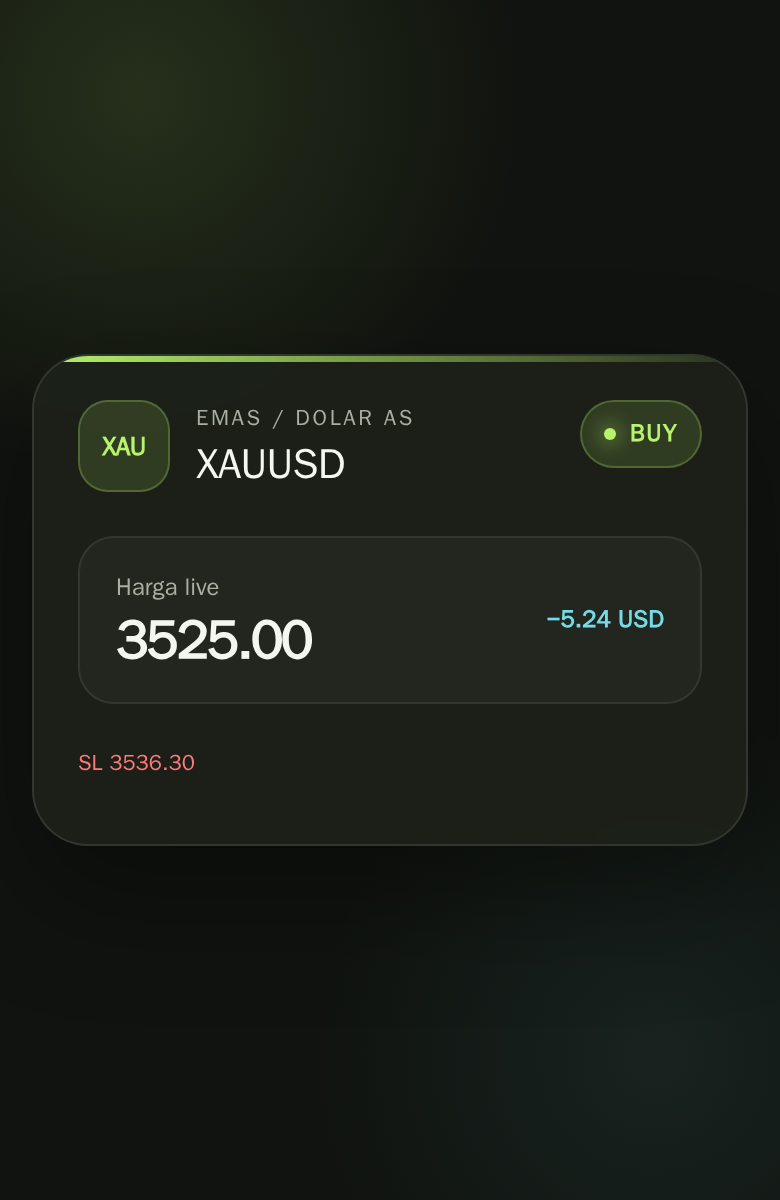 XAU
EMAS / DOLAR AS
XAUUSD
BUY
Harga live
3525.00
−5.24 USD
SL 3536.30